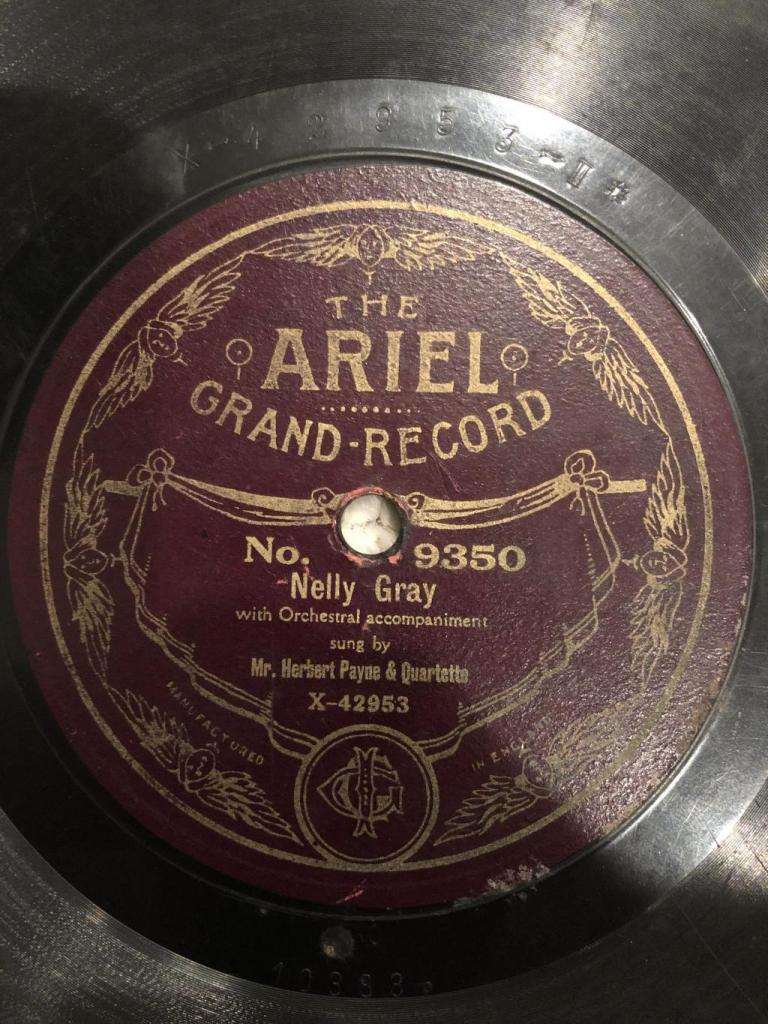 X-42953-II*
THE
ARIEL
GRAND-RECORD
No. 9350
Nelly Gray
with Orchestral accompaniment
sung by
Mr. Herbert Payne & Quartette
X-42953
MANUFACTURED
IN ENGLAND